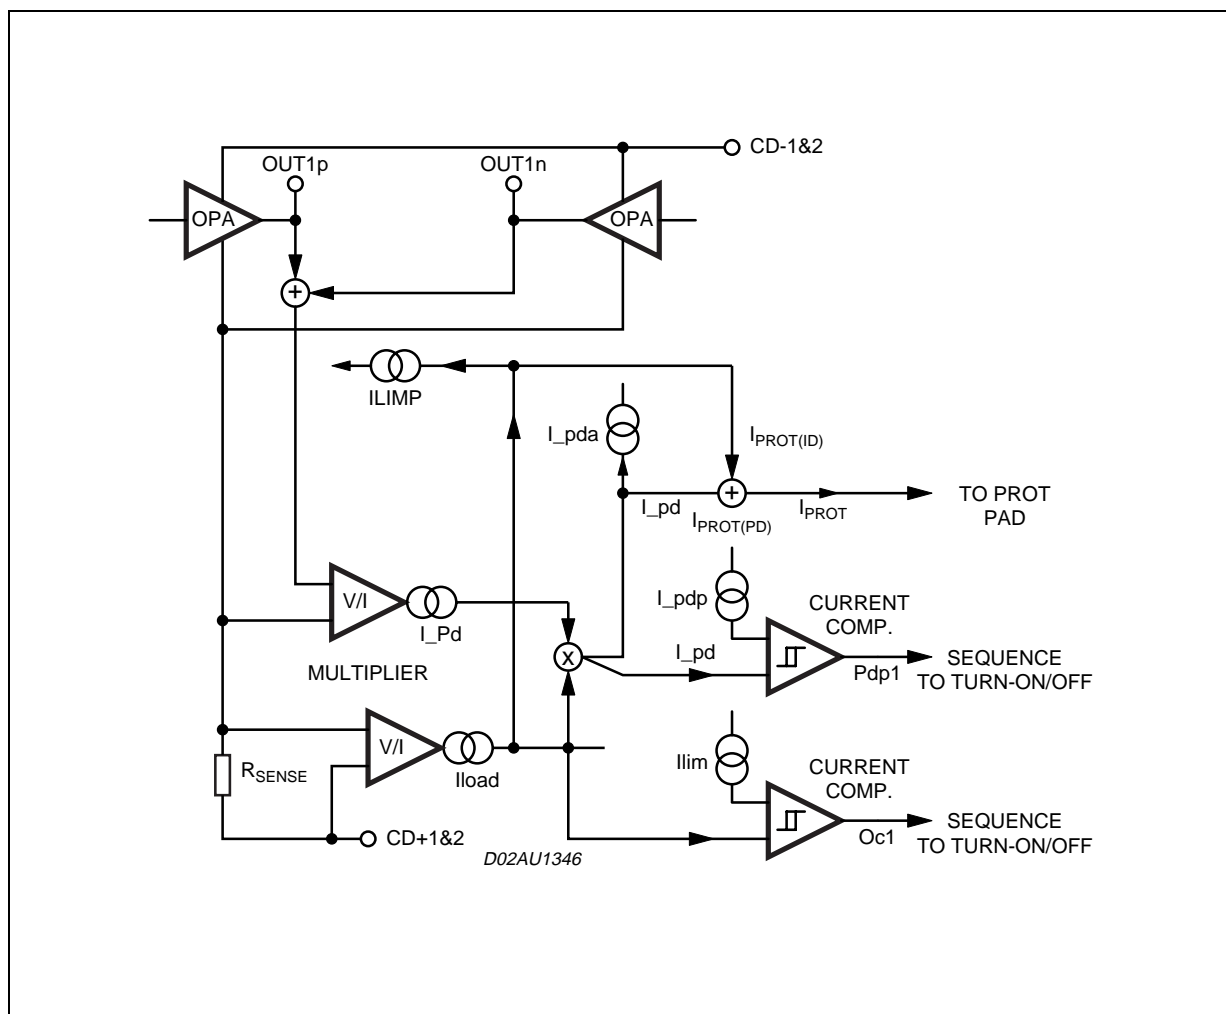 CD-1&2
OUT1p
OUT1n
OPA
OPA
+
ILIMP
I_pda
IPROT(ID)
+
I_pd
IPROT(PD)
IPROT
TO PROT
PAD
V/I
I_Pd
I_pdp
CURRENT
COMP.
MULTIPLIER
X
I_pd
Pdp1
SEQUENCE
TO TURN-ON/OFF
V/I
RSENSE
Iload
Ilim
CURRENT
COMP.
CD+1&2
D02AU1346
Oc1
SEQUENCE
TO TURN-ON/OFF